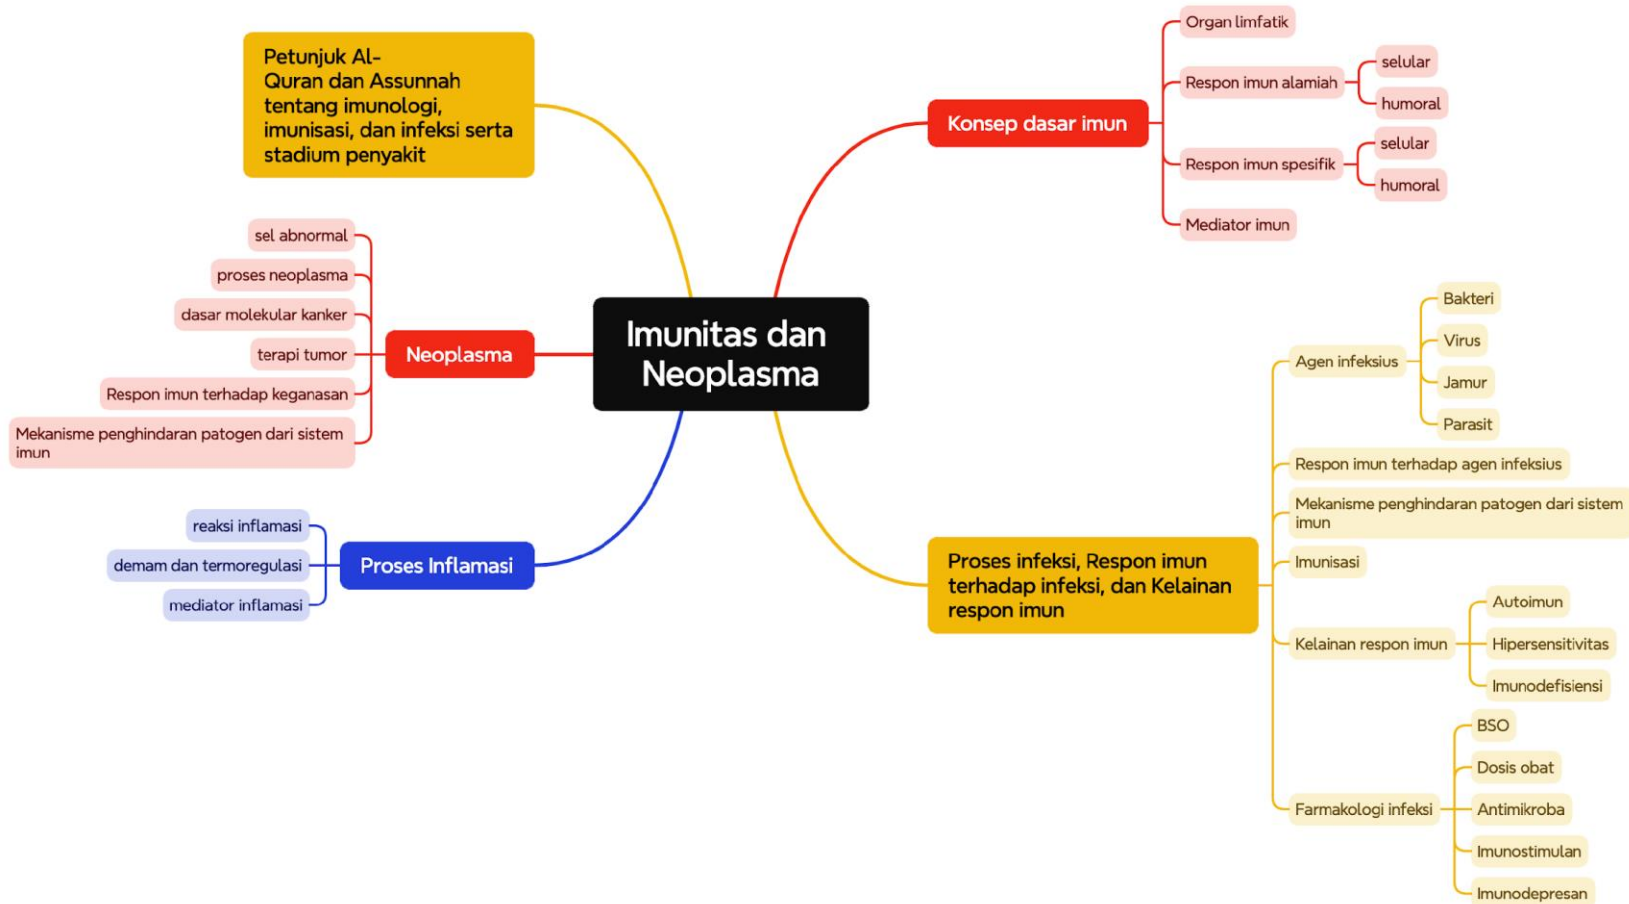 Petunjuk Al-
Quran dan Assunnah
tentang imunologi,
imunisasi, dan infeksi serta
stadium penyakit
sel abnormal
proses neoplasma
dasar molekular kanker
terapi tumor
Respon imun terhadap keganasan
Mekanisme penghindaran patogen dari sistem
imun
Neoplasma
reaksi inflamasi
demam dan termoregulasi
mediator inflamasi
Proses Inflamasi
Imunitas dan
Neoplasma
Konsep dasar imun
Organ limfatik
Respon imun alamiah
selular
humoral
Respon imun spesifik
selular
humoral
Mediator imun
Proses infeksi, Respon imun
terhadap infeksi, dan Kelainan
respon imun
Agen infeksius
Bakteri
Virus
Jamur
Parasit
Respon imun terhadap agen infeksius
Mekanisme penghindaran patogen dari sistem
imun
Imunisasi
Kelainan respon imun
Autoimun
Hipersensitivitas
Imunodefisiensi
Farmakologi infeksi
BSO
Dosis obat
Antimikroba
Imunostimulan
Imunodepresan